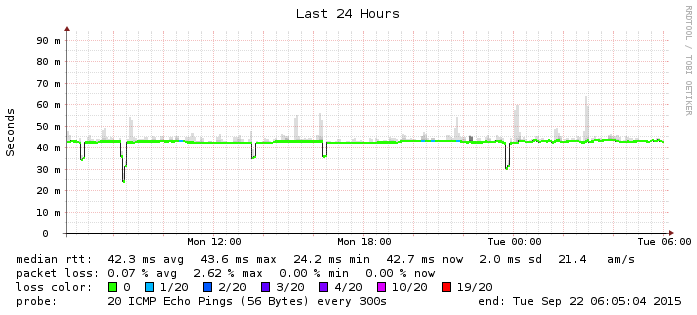 Last 24 Hours
RRDTOOL / TOBI OETIKER
Seconds
90 m
80 m
70 m
60 m
50 m
40 m
30 m
20 m
10 m
0
Mon 12:00 Mon 18:00 Tue 00:00 Tue 06:00
median rtt: 42.3 ms avg 43.6 ms max 24.2 ms min 42.7 ms now 2.0 ms sd 21.4 am/s
packet loss: 0.07 % avg 2.62 % max 0.00 % min 0.00 % now
loss color: 0 1/20 2/20 3/20 4/20 10/20 19/20
probe: 20 ICMP Echo Pings (56 Bytes) every 300s end: Tue Sep 22 06:05:04 2015